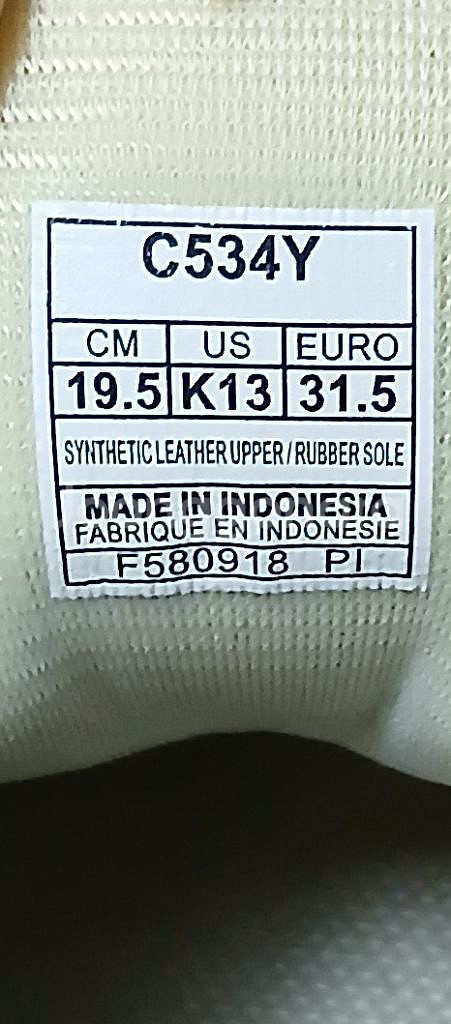 C534Y
CM US EURO
19.5 K13 31.5
SYNTHETIC LEATHER UPPER / RUBBER SOLE
MADE IN INDONESIA
FABRIQUE EN INDONESIE
F580918 PI